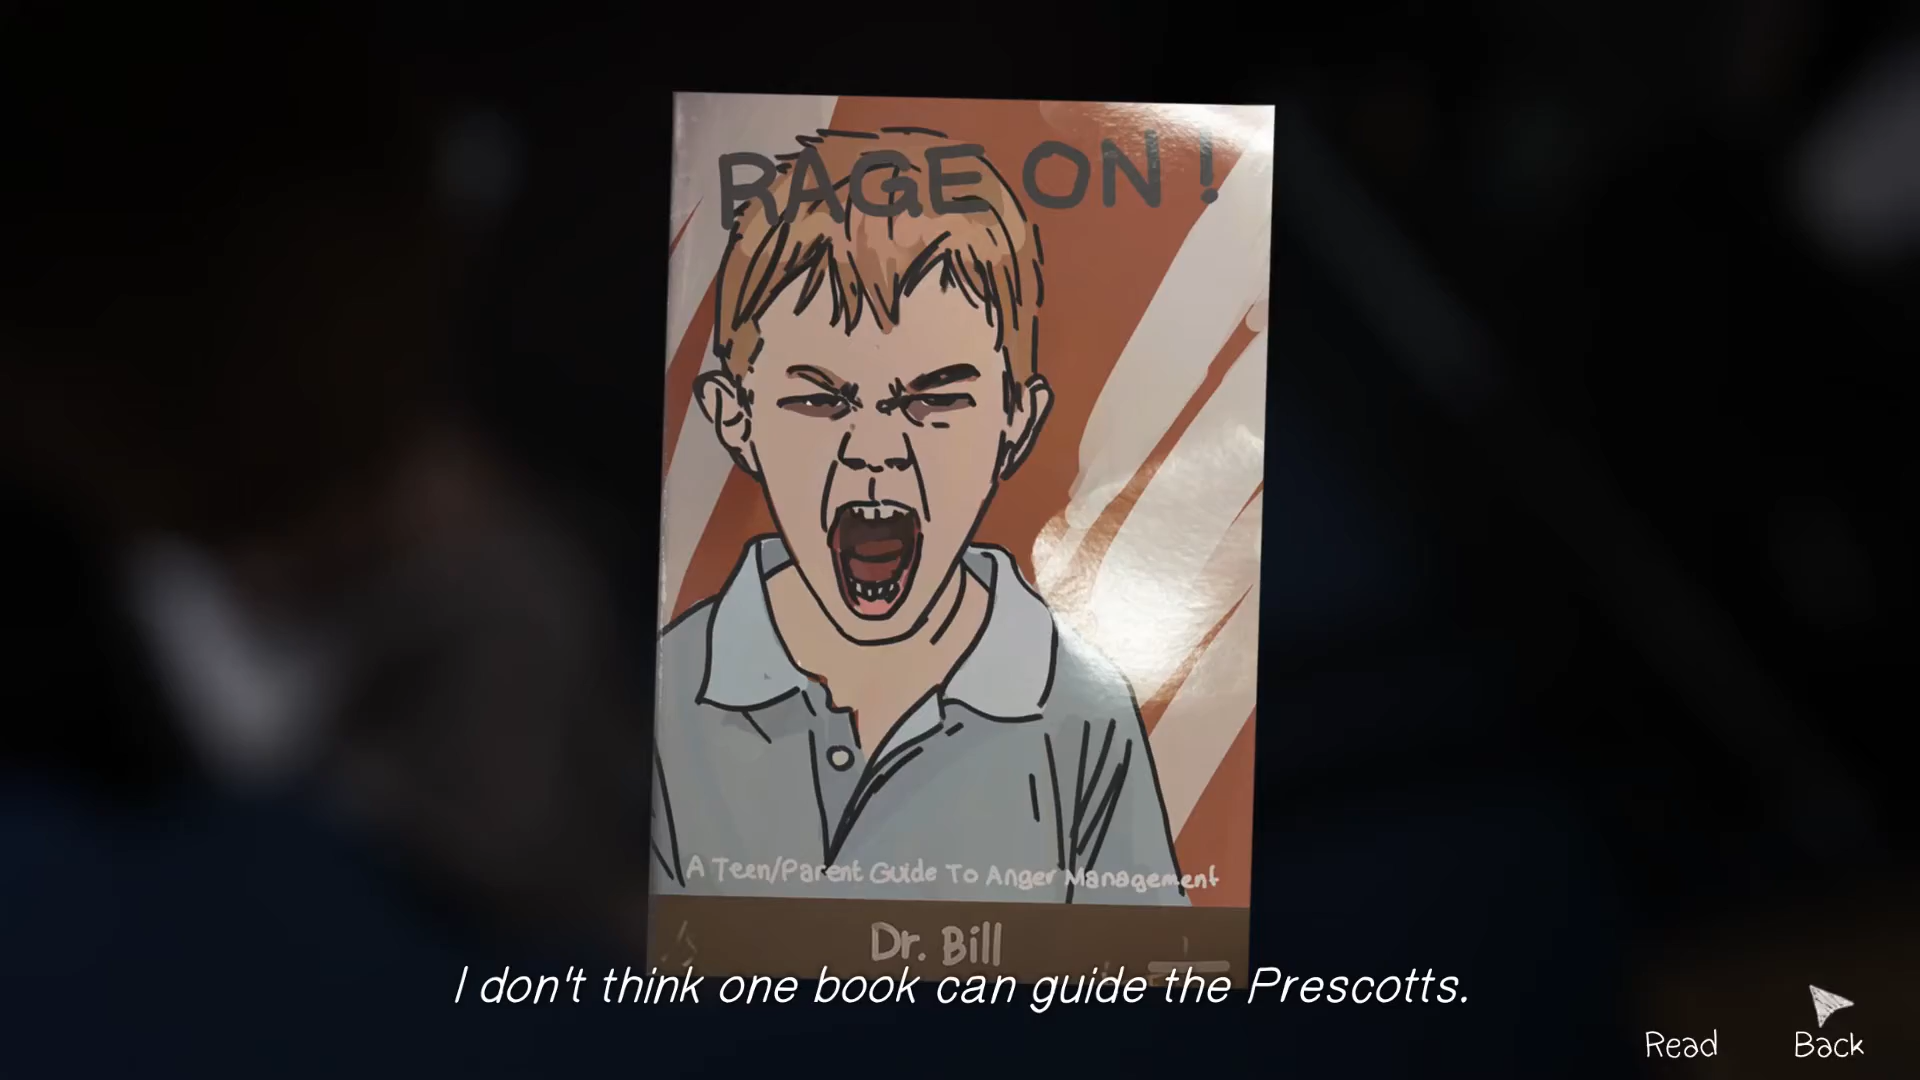 RAGE ON!
A Teen/Parent Guide To Anger Management
Dr. Bill
I don't think one book can guide the Prescotts.
Read
Back